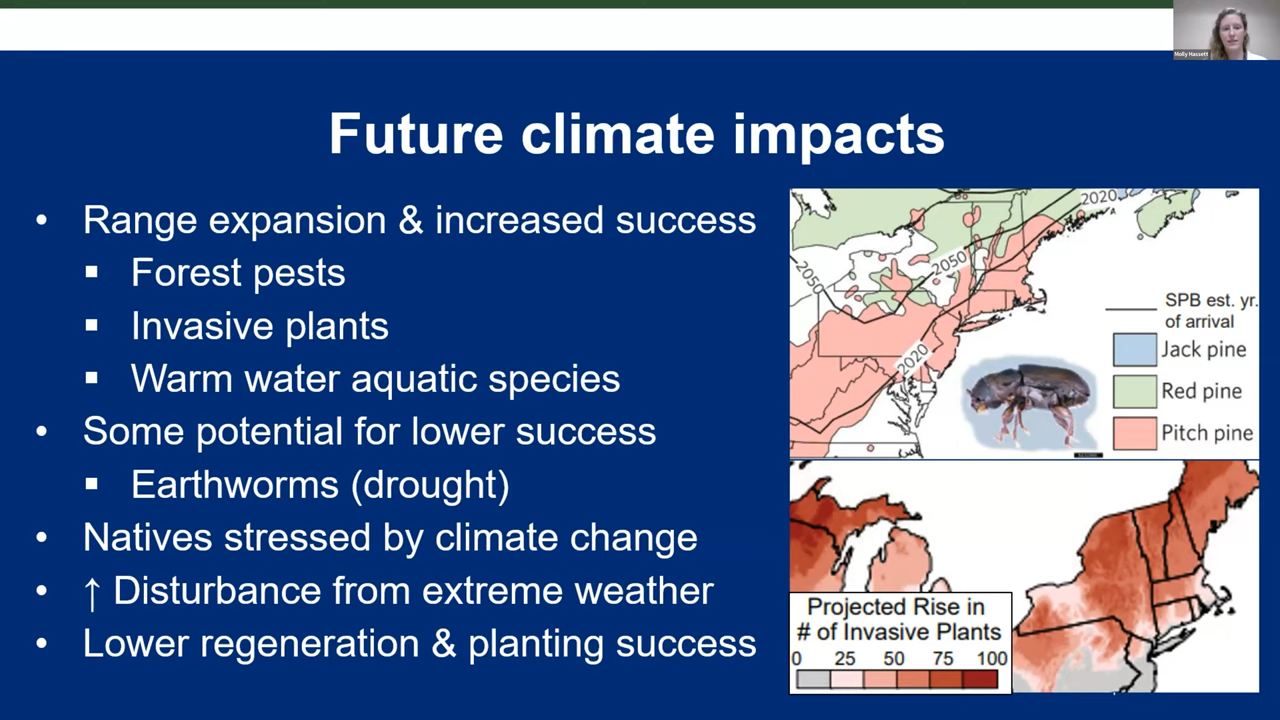 Molly Hassett
Future climate impacts
• Range expansion & increased success
▪ Forest pests
▪ Invasive plants
▪ Warm water aquatic species
• Some potential for lower success
▪ Earthworms (drought)
• Natives stressed by climate change
• ↑ Disturbance from extreme weather
• Lower regeneration & planting success
2020
2050
2050
2020
SPB est. yr.
of arrival
Jack pine
Red pine
Pitch pine
Projected Rise in
# of Invasive Plants
0 25 50 75 100